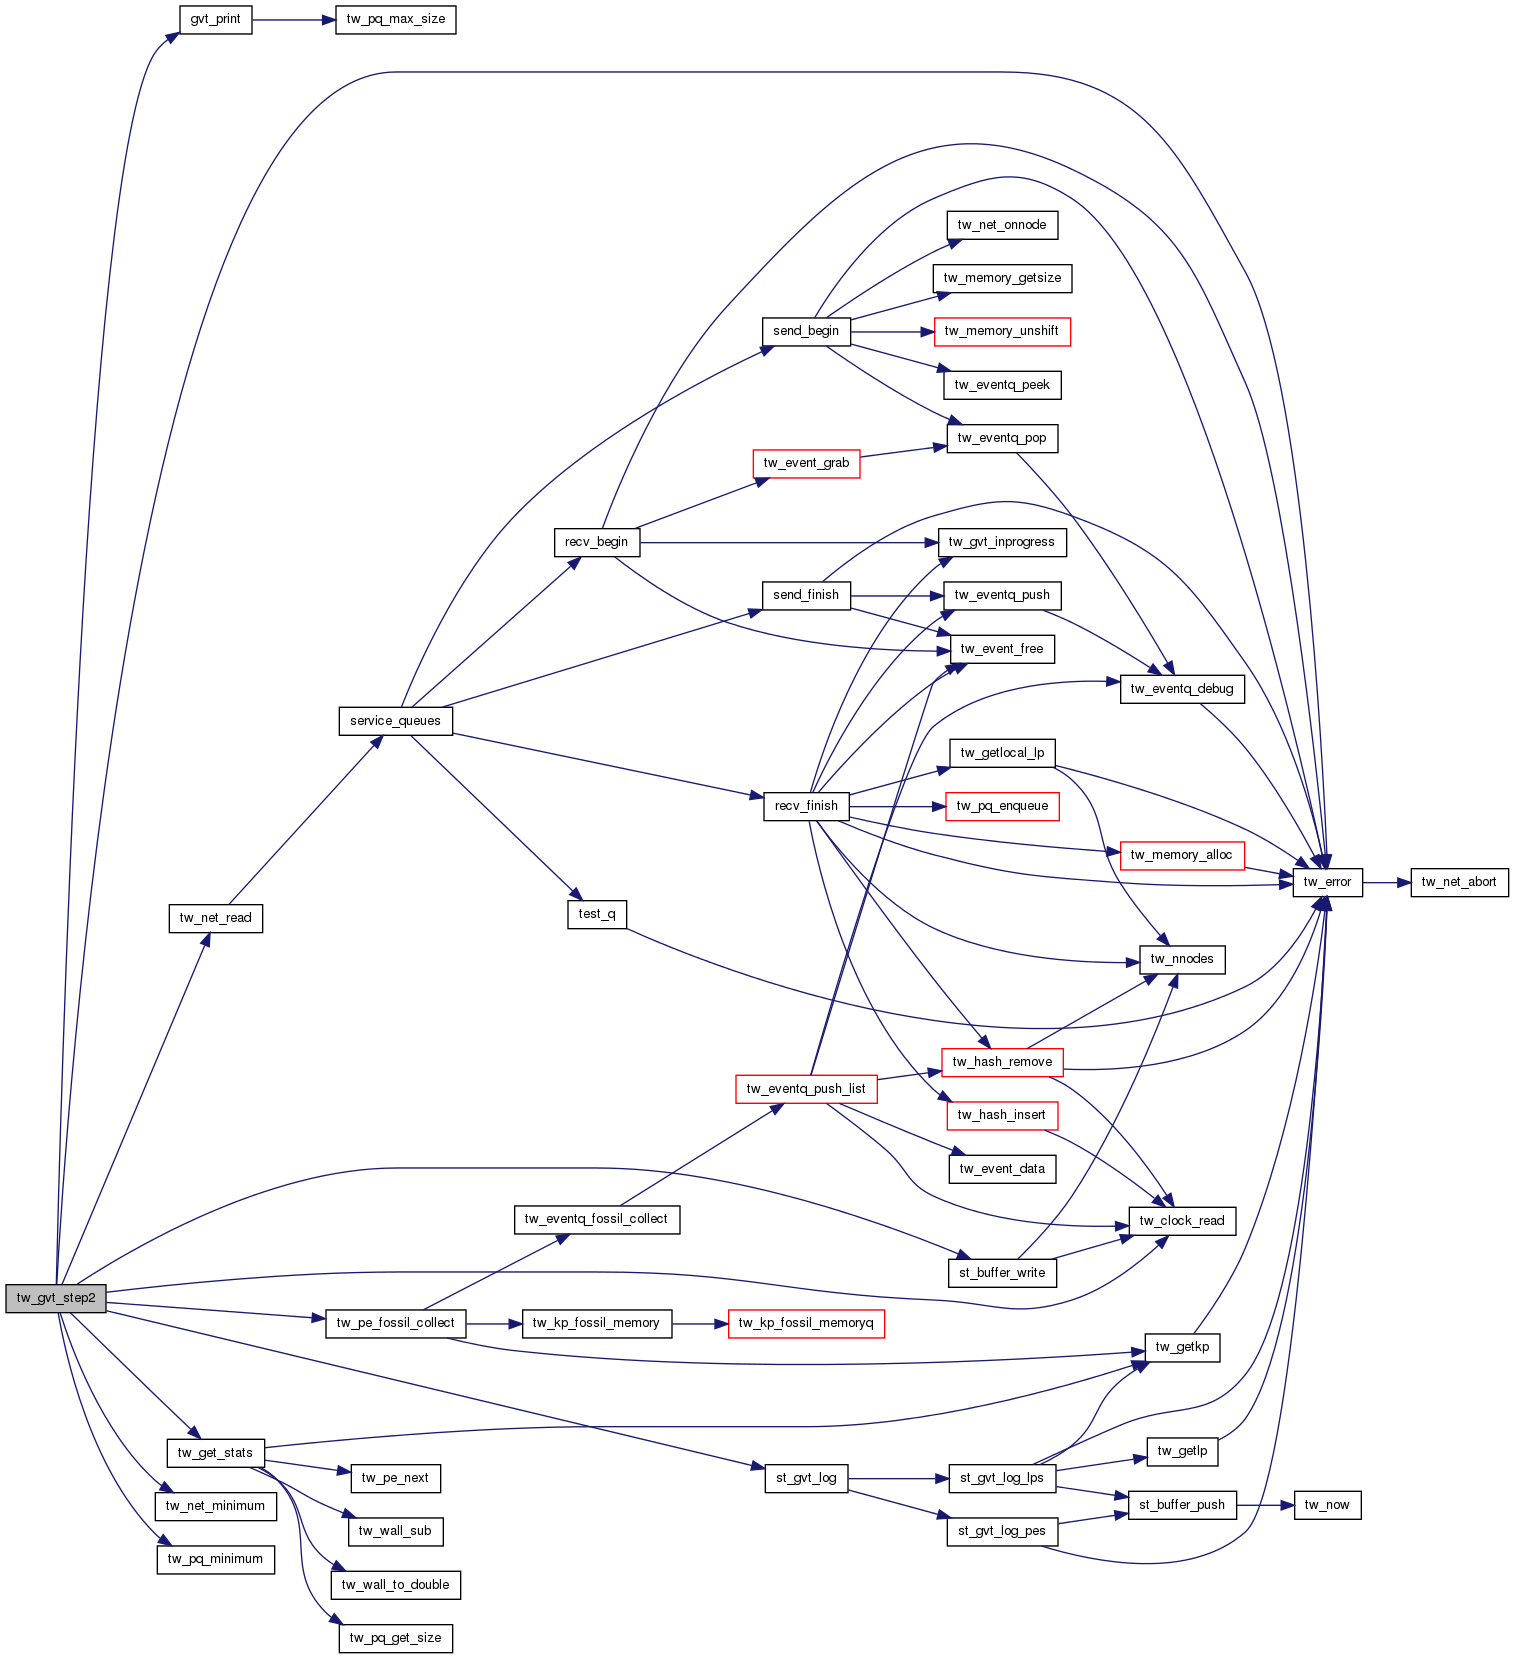 gvt_print
tw_pq_max_size
tw_net_onnode
tw_memory_getsize
send_begin
tw_memory_unshift
tw_eventq_peek
tw_eventq_pop
tw_event_grab
recv_begin
tw_gvt_inprogress
send_finish
tw_eventq_push
tw_event_free
tw_eventq_debug
service_queues
tw_getlocal_lp
recv_finish
tw_pq_enqueue
tw_memory_alloc
tw_error
tw_net_abort
tw_net_read
test_q
tw_nnodes
tw_hash_remove
tw_eventq_push_list
tw_hash_insert
tw_event_data
tw_eventq_fossil_collect
tw_clock_read
st_buffer_write
tw_gvt_step2
tw_pe_fossil_collect
tw_kp_fossil_memory
tw_kp_fossil_memoryq
tw_getkp
tw_get_stats
tw_getlp
tw_pe_next
st_gvt_log
st_gvt_log_lps
tw_net_minimum
st_buffer_push
tw_now
tw_wall_sub
st_gvt_log_pes
tw_pq_minimum
tw_wall_to_double
tw_pq_get_size